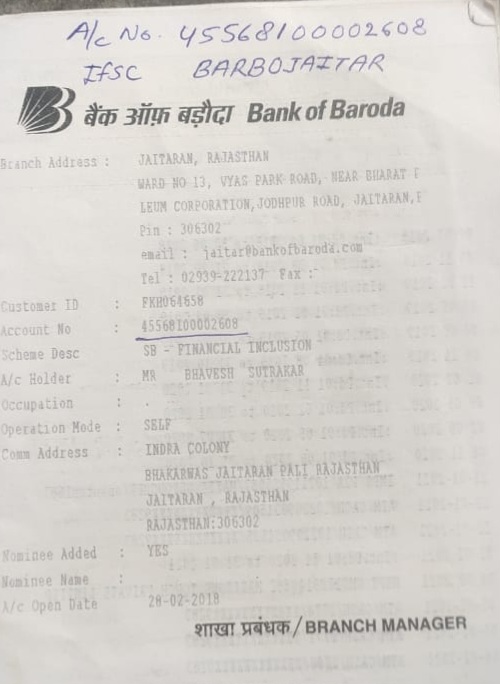 A/c No. 45568100002608
IFSC BARB0JAITAR
बैंक ऑफ़ बड़ौदा Bank of Baroda
Branch Address : JAITARAN, RAJASTHAN
WARD NO 13, VYAS PARK ROAD, NEAR BHARAT
LEUM CORPORATION, JODHPUR ROAD, JAITARAN,
Pin : 306302
email : jaitar@bankofbaroda.com
Tel : 02939-222137 Fax :
Customer ID : FKH064658
Account No : 45568100002608
Scheme Desc SB - FINANCIAL INCLUSION
A/c Holder : MR BHAVESH SUTRAKAR
Occupation : .
Operation Mode : SELF
Comm Address : INDRA COLONY
BHAKARWAS JAITARAN PALI RAJASTHAN
JAITARAN , RAJASTHAN
RAJASTHAN:306302
Nominee Added : YES
Nominee Name :
A/c Open Date 28-02-2018
शाखा प्रबंधक / BRANCH MANAGER